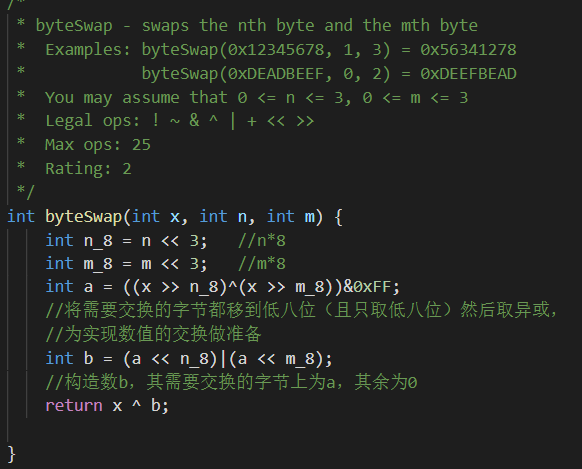 /*
 * byteSwap - swaps the nth byte and the mth byte
 *  Examples: byteSwap(0x12345678, 1, 3) = 0x56341278
 *            byteSwap(0xDEADBEEF, 0, 2) = 0xDEEFBEAD
 *  You may assume that 0 <= n <= 3, 0 <= m <= 3
 *  Legal ops: ! ~ & ^ | + << >>
 *  Max ops: 25
 *  Rating: 2
 */
int byteSwap(int x, int n, int m) {
    int n_8 = n << 3;   //n*8
    int m_8 = m << 3;   //m*8
    int a = ((x >> n_8)^(x >> m_8))&0xFF;
    //将需要交换的字节都移到低八位（且只取低八位）然后取异或，
    //为实现数值的交换做准备
    int b = (a << n_8)|(a << m_8);
    //构造数b，其需要交换的字节上为a，其余为0
    return x ^ b;
}